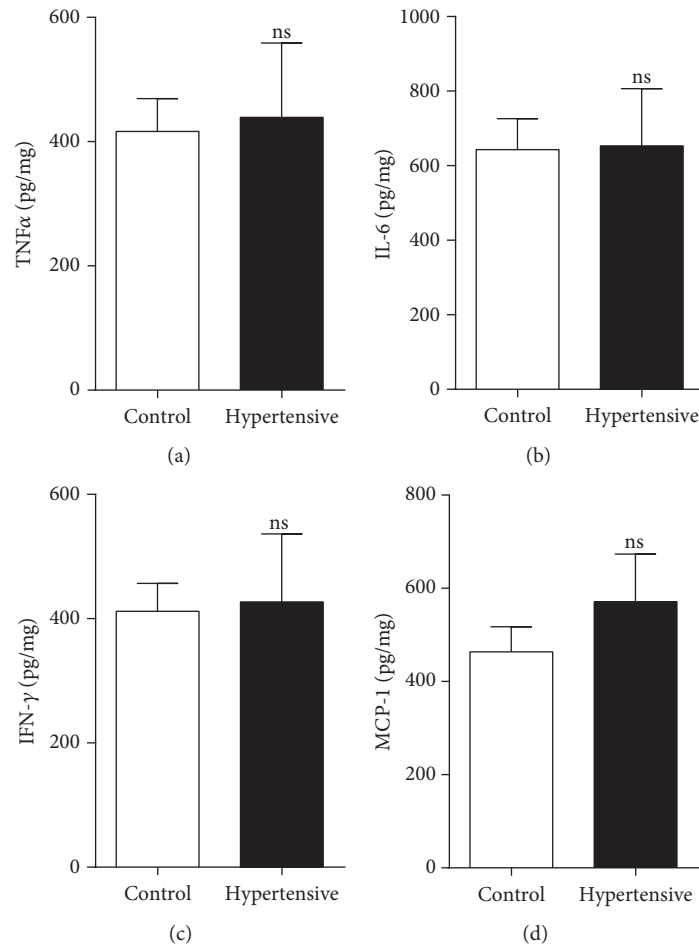 600
400
200
0
TNFα (pg/mg)
ns
Control
Hypertensive
(a)
1000
800
600
400
200
0
IL-6 (pg/mg)
ns
Control
Hypertensive
(b)
600
400
200
0
IFN-γ (pg/mg)
ns
Control
Hypertensive
(c)
800
600
400
200
0
MCP-1 (pg/mg)
ns
Control
Hypertensive
(d)